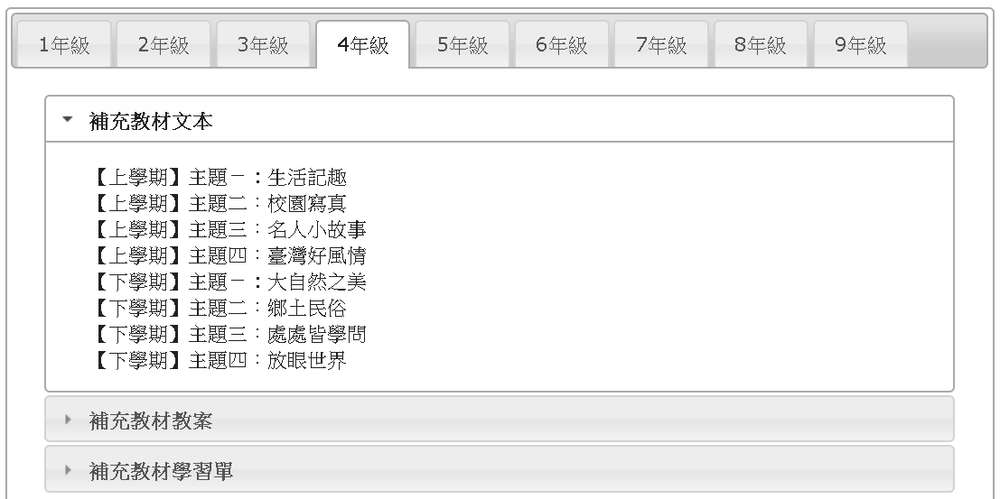 1年級 2年級 3年級 4年級 5年級 6年級 7年級 8年級 9年級
補充教材文本
【上學期】主題一：生活記趣
【上學期】主題二：校園寫真
【上學期】主題三：名人小故事
【上學期】主題四：臺灣好風情
【下學期】主題一：大自然之美
【下學期】主題二：鄉土民俗
【下學期】主題三：處處皆學問
【下學期】主題四：放眼世界
補充教材教案
補充教材學習單